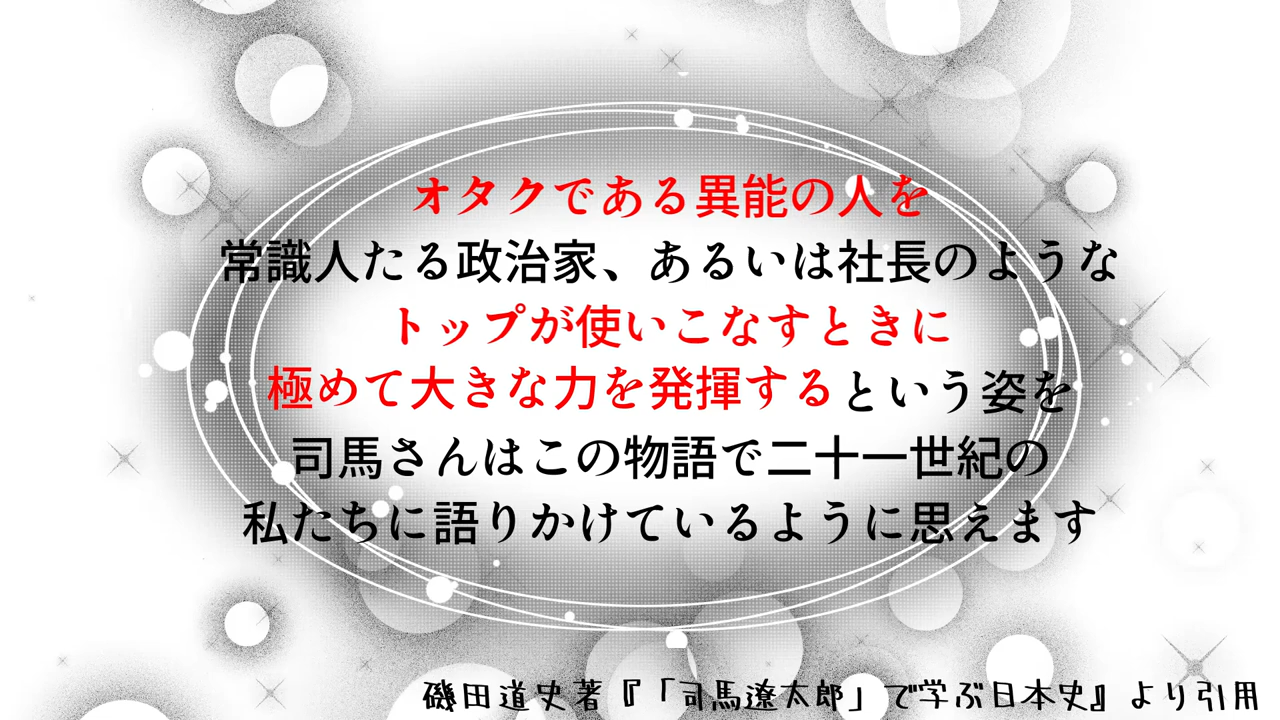 オタクである異能の人を
常識人たる政治家、あるいは社長のような
トップが使いこなすときに
極めて大きな力を発揮するという姿を
司馬さんはこの物語で二十一世紀の
私たちに語りかけているように思えます
磯田道史著『「司馬遼太郎」で学ぶ日本史』より引用